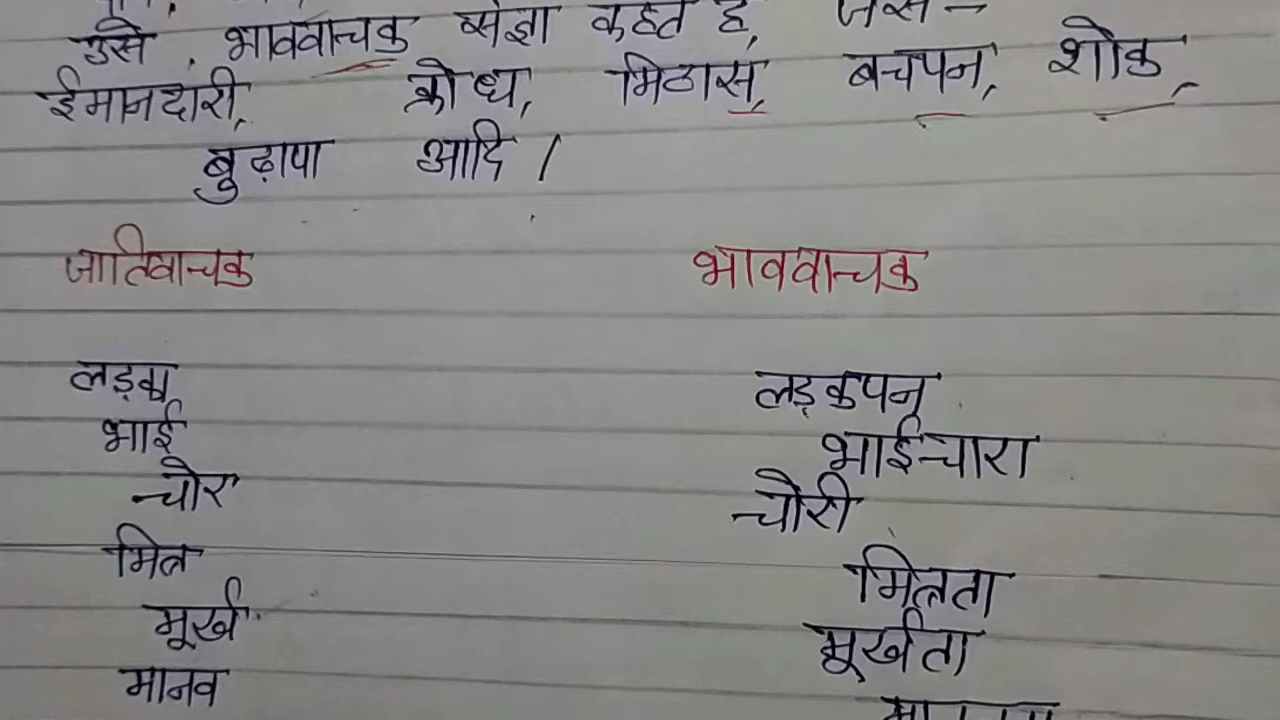 उसे, भाववाचक संज्ञा कहते है, जैसे -
ईमानदारी, क्रोध, मिठास, बचपन, शोक,
बुढ़ापा आदि।
जातिवाचक भाववाचक
लड़का लड़कपन
भाई भाईचारा
चोर चोरी
मित्र मित्रता
मूर्ख मूर्खता
मानव